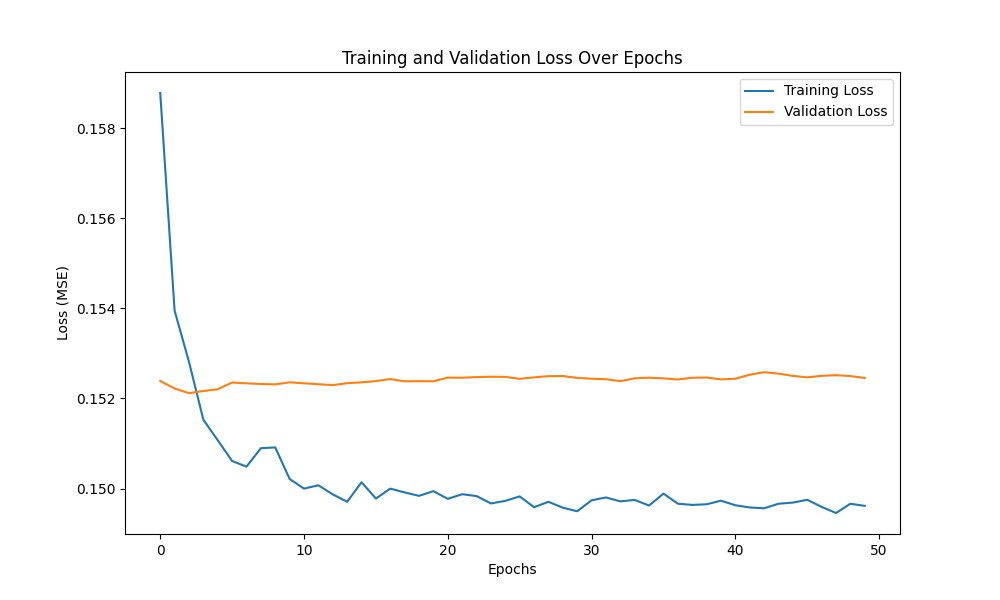 Training and Validation Loss Over Epochs
Training Loss
Validation Loss
0.158
0.156
0.154
0.152
0.150
Loss (MSE)
0 10 20 30 40 50
Epochs